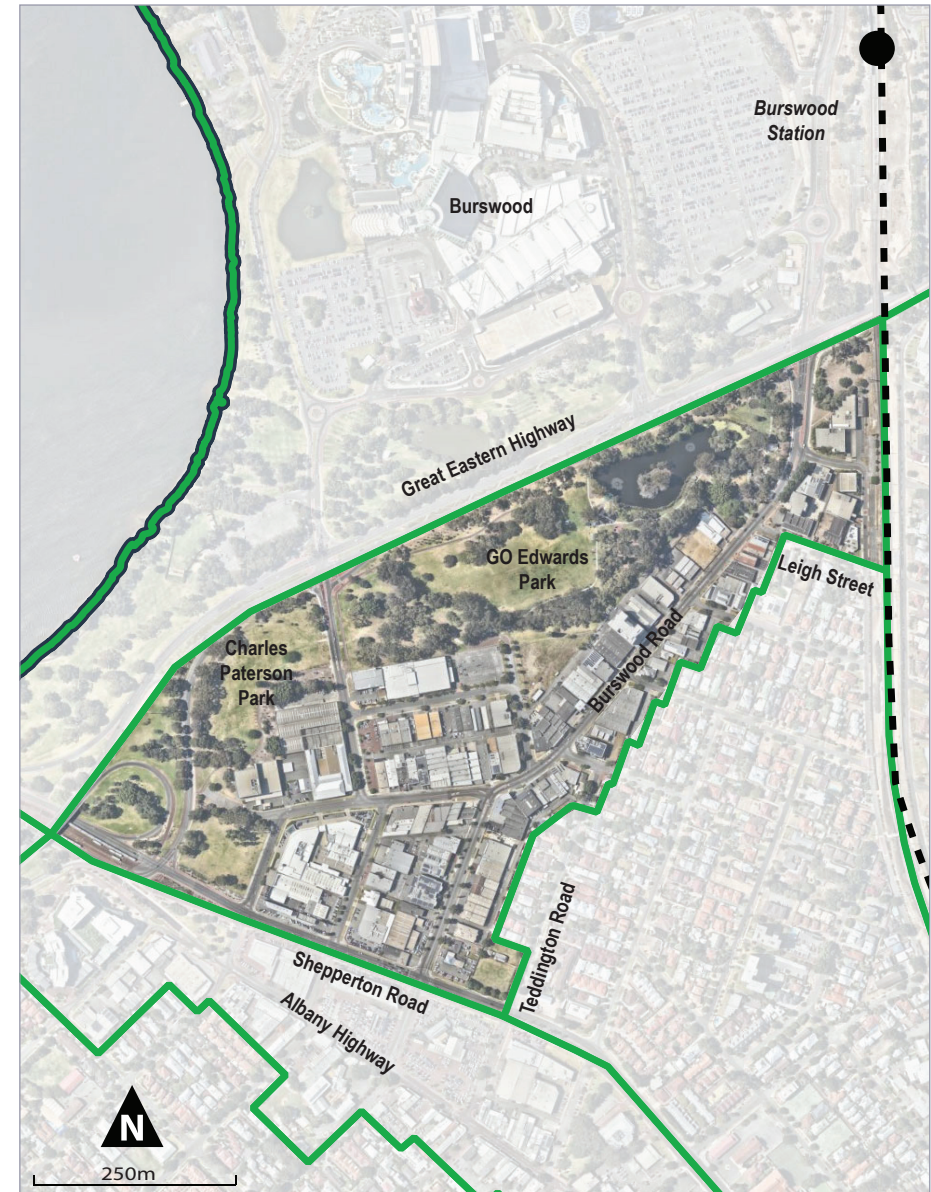 Burswood
Station
Burswood
Great Eastern Highway
GO Edwards
Park
Leigh Street
Charles
Paterson
Park
Burswood Road
Teddington Road
Shepperton Road
Albany Highway
N
250m